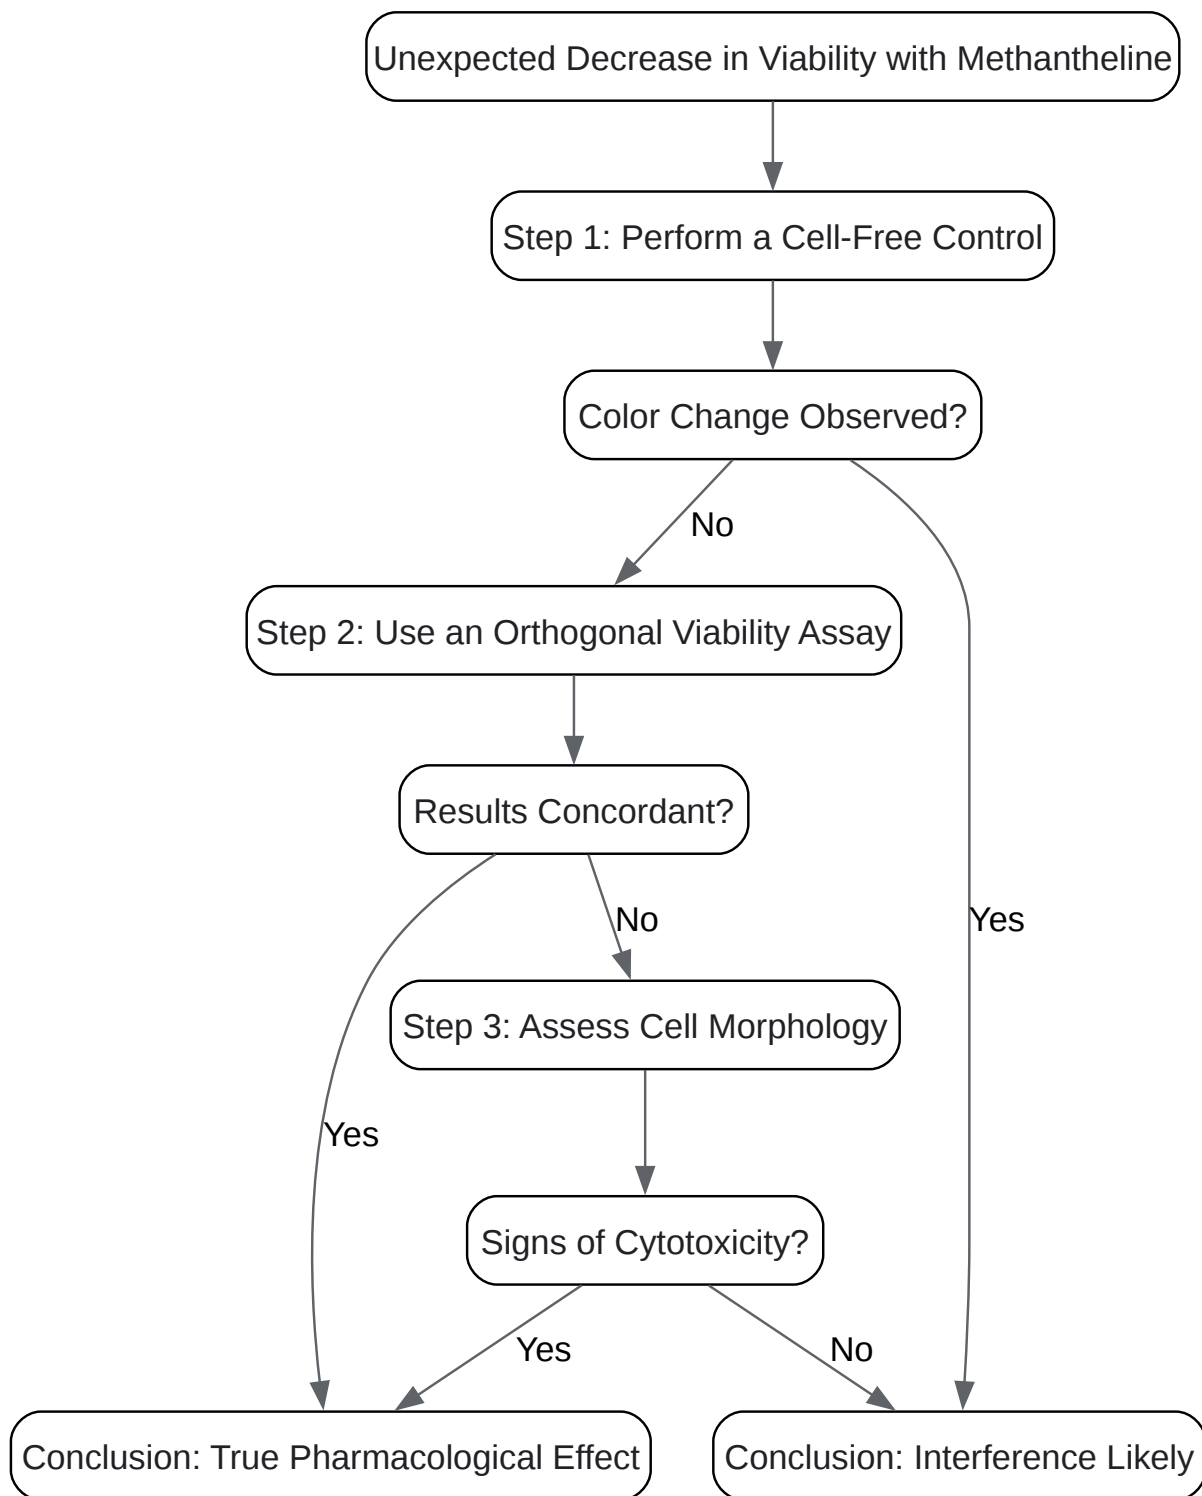 Unexpected Decrease in Viability with Methantheline
Step 1: Perform a Cell-Free Control
Color Change Observed?
No
Step 2: Use an Orthogonal Viability Assay
Results Concordant?
No
Yes
Step 3: Assess Cell Morphology
Yes
Signs of Cytotoxicity?
Yes
No
Conclusion: True Pharmacological Effect
Conclusion: Interference Likely